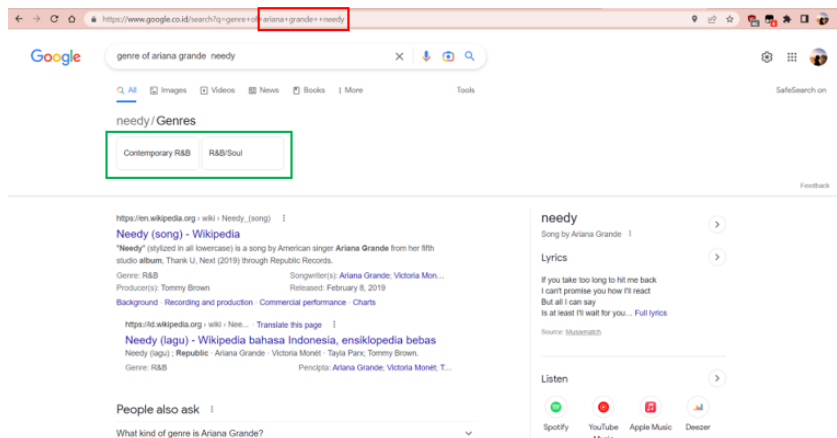 https://www.google.co.id/search?q=genre+of+ariana+grande++needy
Google
genre of ariana grande  needy
All Images Videos News Books More Tools SafeSearch on
needy/Genres
Contemporary R&B R&B/Soul
Feedback
https://en.wikipedia.org › wiki › Needy_(song)
Needy (song) - Wikipedia
"Needy" (stylized in all lowercase) is a song by American singer Ariana Grande from her fifth
studio album, Thank U, Next (2019) through Republic Records.
Genre: R&B Songwriter(s): Ariana Grande; Victoria Mon...
Producer(s): Tommy Brown Released: February 8, 2019
Background · Recording and production · Commercial performance · Charts
https://id.wikipedia.org › wiki › Nee... · Translate this page
Needy (lagu) - Wikipedia bahasa Indonesia, ensiklopedia bebas
Needy (lagu) ; Republic · Ariana Grande · Victoria Monét · Tayla Parx; Tommy Brown.
Genre: R&B Pencipta: Ariana Grande; Victoria Monét; T...
People also ask
What kind of genre is Ariana Grande?
needy
Song by Ariana Grande
Lyrics
If you take too long to hit me back
I can't promise you how I'll react
But all I can say
Is at least I'll wait for you... Full lyrics
Source: Musixmatch
Listen
Spotify YouTube Music Apple Music Deezer